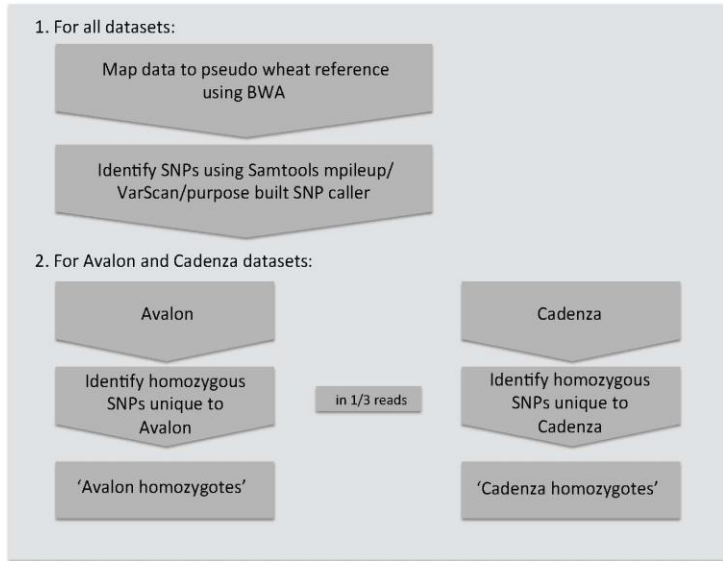 1. For all datasets:
Map data to pseudo wheat reference
using BWA
Identify SNPs using Samtools mpileup/
VarScan/purpose built SNP caller
2. For Avalon and Cadenza datasets:
Avalon
Cadenza
Identify homozygous
SNPs unique to
Avalon
in 1/3 reads
Identify homozygous
SNPs unique to
Cadenza
‘Avalon homozygotes’
‘Cadenza homozygotes’